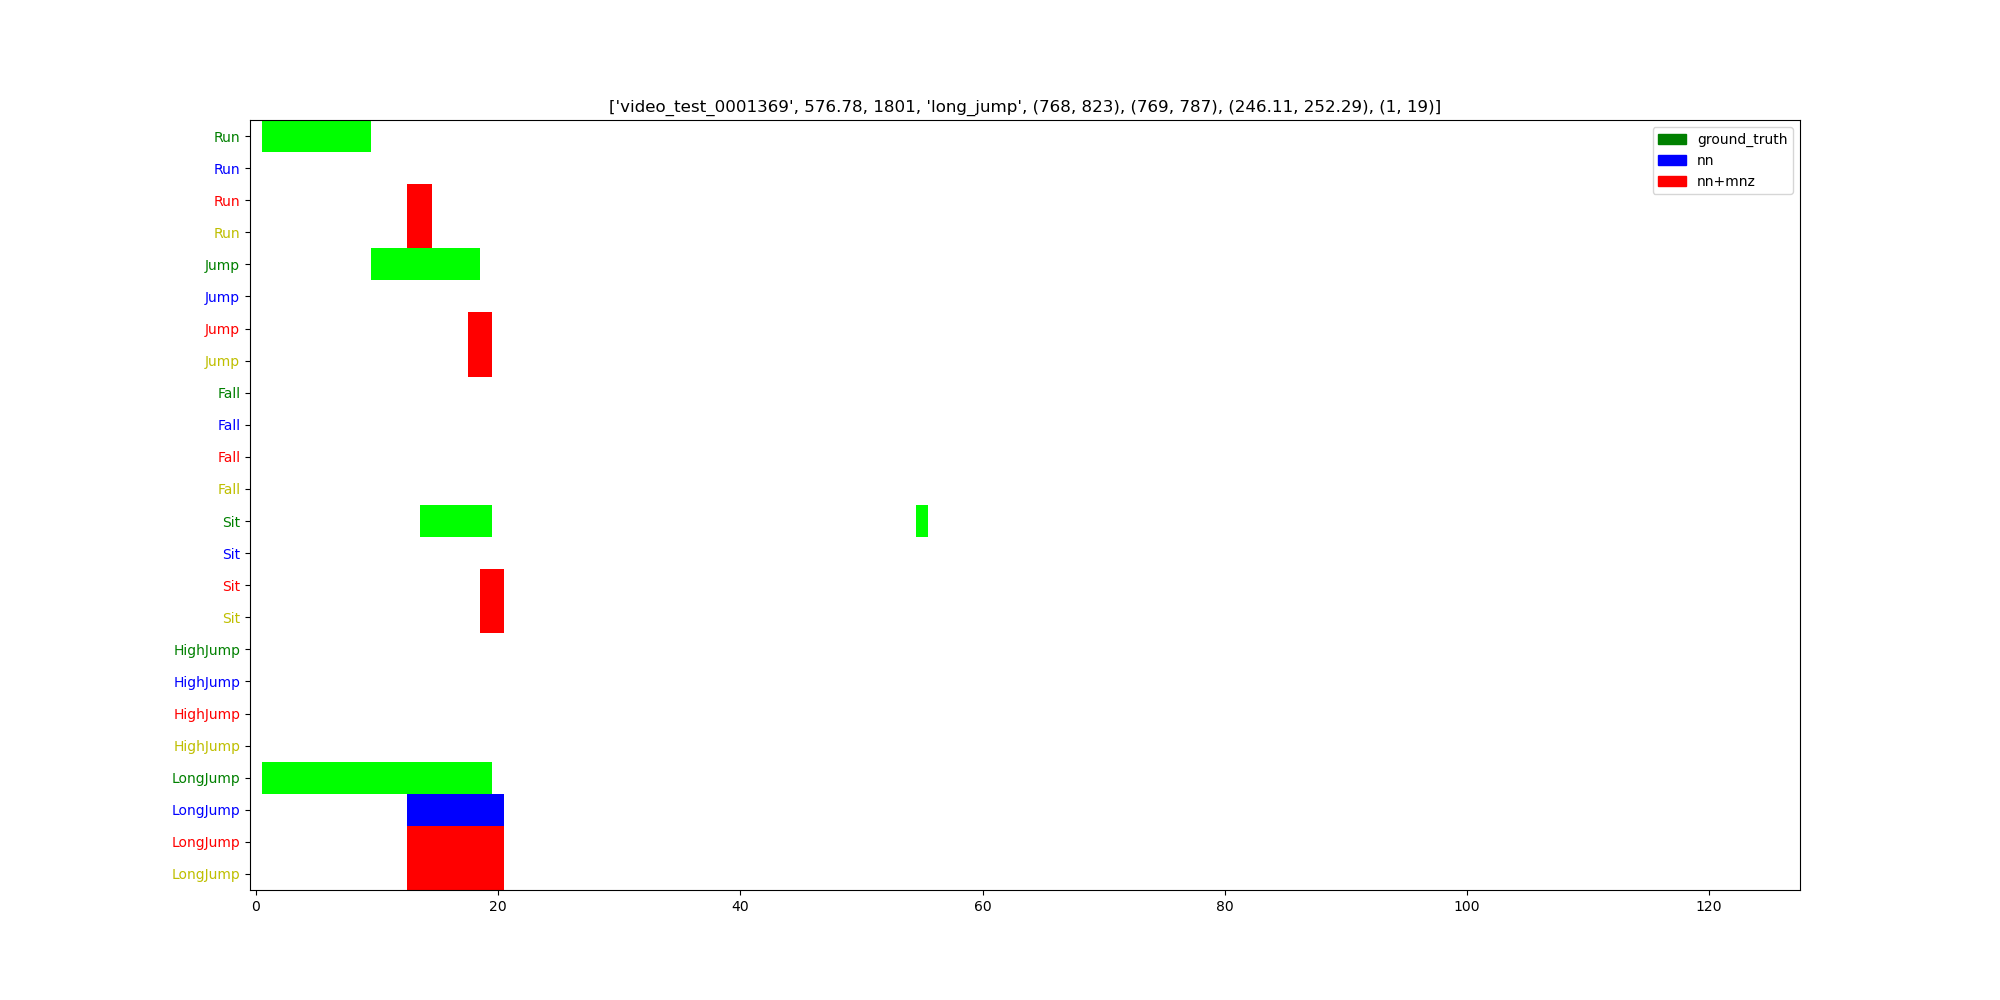 ['video_test_0001369', 576.78, 1801, 'long_jump', (768, 823), (769, 787), (246.11, 252.29), (1, 19)]
Run
Run
Run
Run
Jump
Jump
Jump
Jump
Fall
Fall
Fall
Fall
Sit
Sit
Sit
Sit
HighJump
HighJump
HighJump
HighJump
LongJump
LongJump
LongJump
LongJump
ground_truth
nn
nn+mnz
0 20 40 60 80 100 120